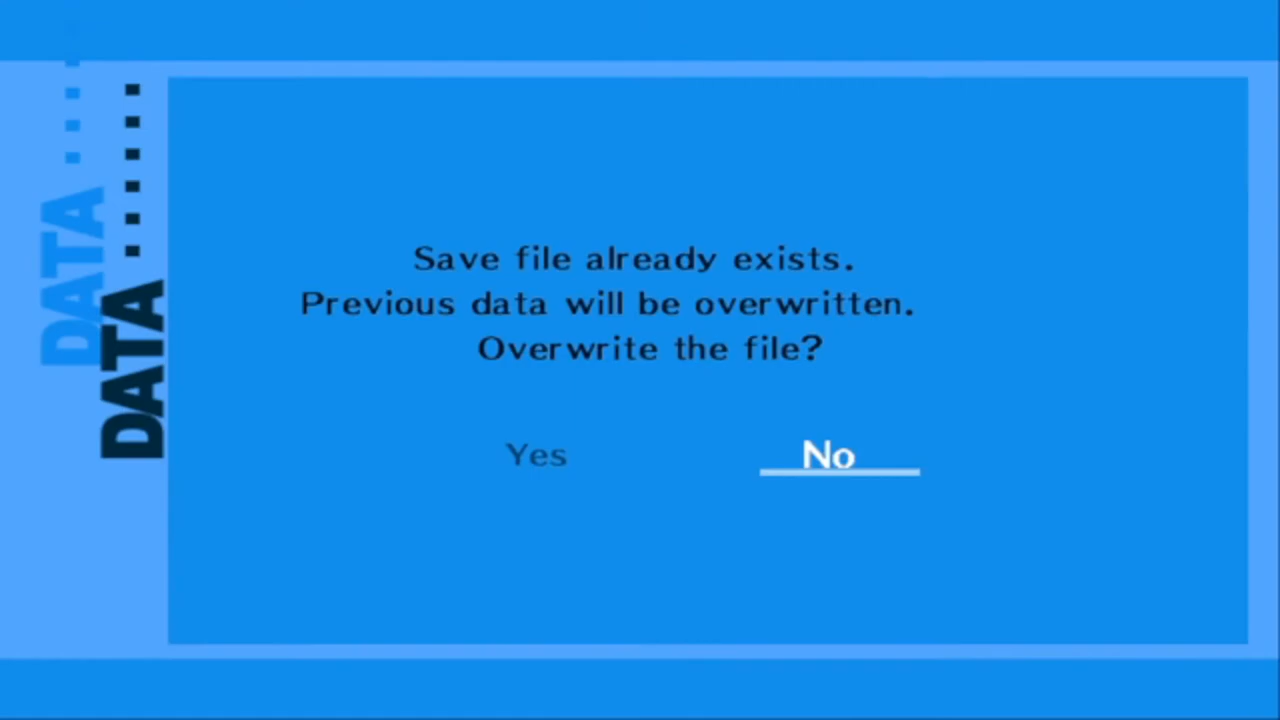 DATA
DATA
Save file already exists.
Previous data will be overwritten.
Overwrite the file?
Yes No